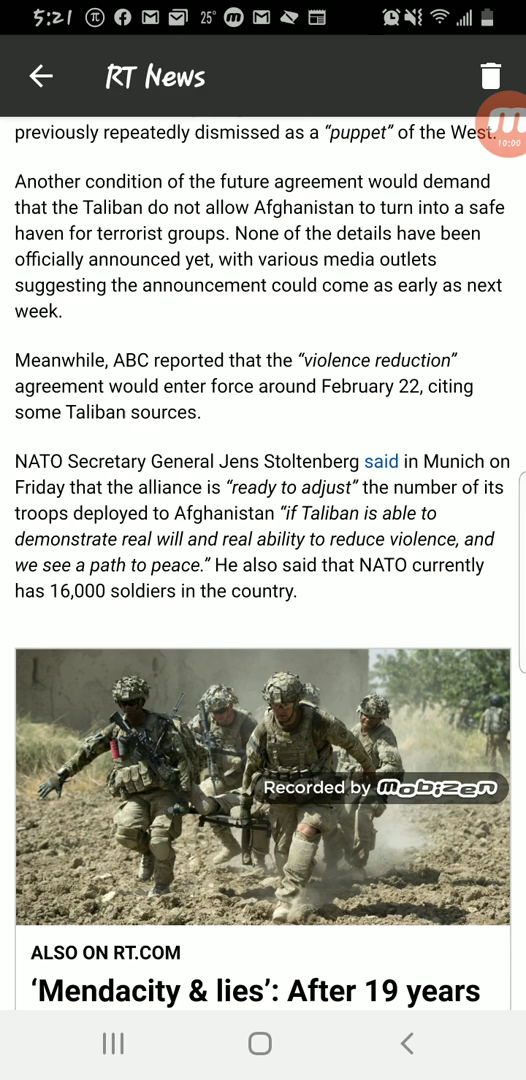 5:21
25°
RT News
10:00
previously repeatedly dismissed as a “puppet” of the West.
Another condition of the future agreement would demand
that the Taliban do not allow Afghanistan to turn into a safe
haven for terrorist groups. None of the details have been
officially announced yet, with various media outlets
suggesting the announcement could come as early as next
week.
Meanwhile, ABC reported that the “violence reduction”
agreement would enter force around February 22, citing
some Taliban sources.
NATO Secretary General Jens Stoltenberg said in Munich on
Friday that the alliance is “ready to adjust” the number of its
troops deployed to Afghanistan “if Taliban is able to
demonstrate real will and real ability to reduce violence, and
we see a path to peace.” He also said that NATO currently
has 16,000 soldiers in the country.
Recorded by mobizen
ALSO ON RT.COM
‘Mendacity & lies’: After 19 years